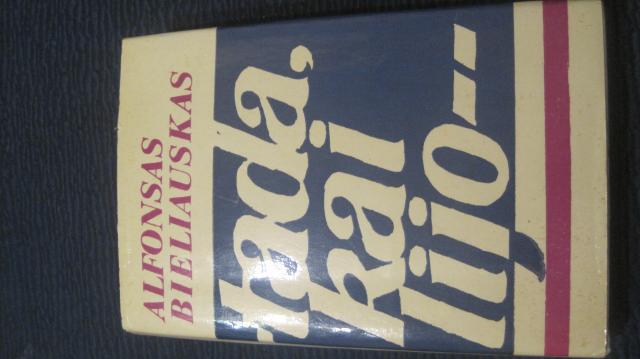 ALFONSAS
BIELIAUSKAS
tada,
kai
lijo--